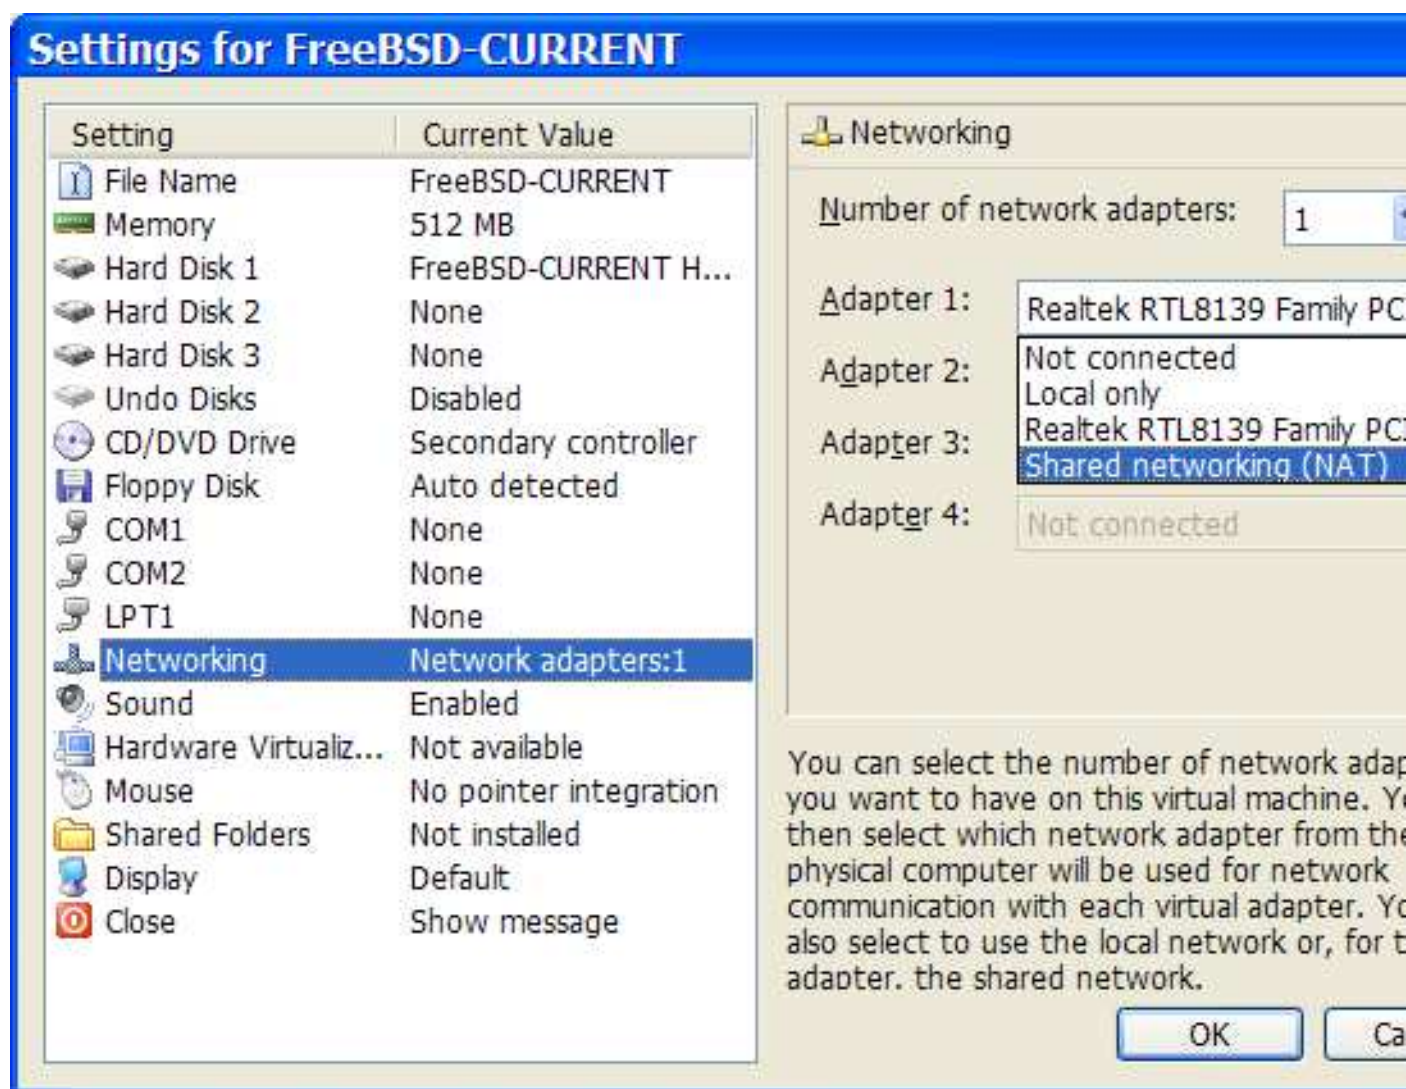 Settings for FreeBSD-CURRENT
Setting Current Value
File Name FreeBSD-CURRENT
Memory 512 MB
Hard Disk 1 FreeBSD-CURRENT H...
Hard Disk 2 None
Hard Disk 3 None
Undo Disks Disabled
CD/DVD Drive Secondary controller
Floppy Disk Auto detected
COM1 None
COM2 None
LPT1 None
Networking Network adapters:1
Sound Enabled
Hardware Virtualiz... Not available
Mouse No pointer integration
Shared Folders Not installed
Display Default
Close Show message
Networking
Number of network adapters: 1
Adapter 1: Realtek RTL8139 Family
Not connected
Adapter 2:
Local only
Realtek RTL8139 Family
Adapter 3:
Shared networking (NAT)
Adapter 4: Not connected
You can select the number of network
you want to have on this virtual machine.
then select which network adapter from
physical computer will be used for network
communication with each virtual adapter.
also select to use the local network or, for
adapter. the shared network.
OK